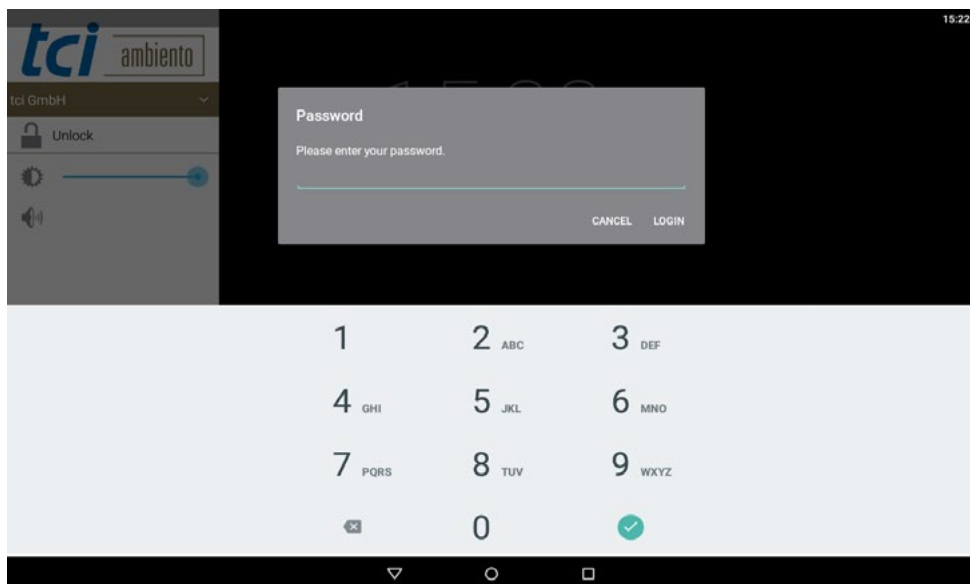 15:22
tci ambiento
tci GmbH
Unlock
Password
Please enter your password.
CANCEL LOGIN
1 2 ABC 3 DEF
4 GHI 5 JKL 6 MNO
7 PQRS 8 TUV 9 WXYZ
0